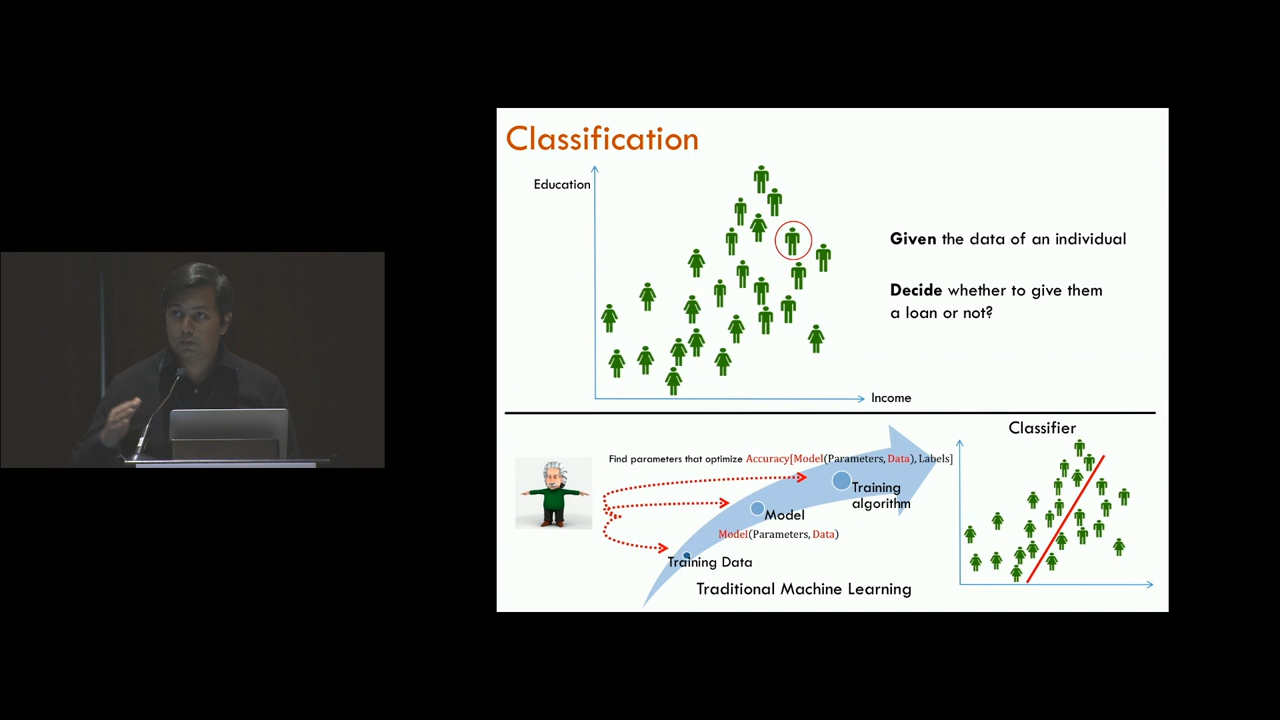 Classification
Education
Given the data of an individual
Decide whether to give them
a loan or not?
Income
Classifier
Find parameters that optimize Accuracy[Model(Parameters, Data), Labels]
Training
algorithm
Model
Model(Parameters, Data)
Training Data
Traditional Machine Learning